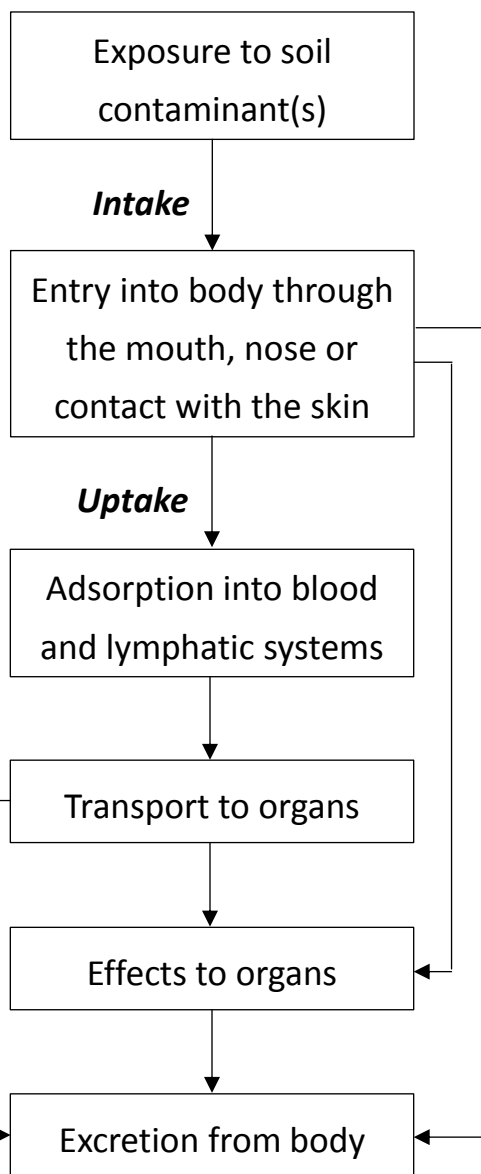 Exposure to soil
contaminant(s)
Intake
Entry into body through
the mouth, nose or
contact with the skin
Uptake
Adsorption into blood
and lymphatic systems
Transport to organs
Effects to organs
Excretion from body